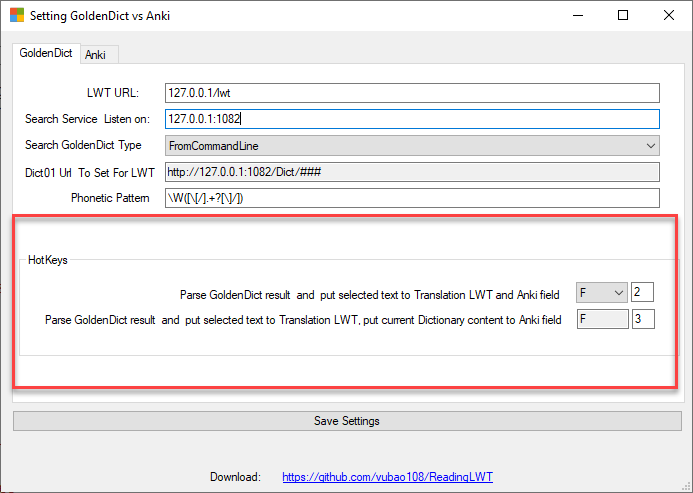 Setting GoldenDict vs Anki
GoldenDict Anki
LWT URL: 127.0.0.1/lwt
Search Service Listen on: 127.0.0.1:1082
Search GoldenDict Type FromCommandLine
Dict01 Url To Set For LWT http://127.0.0.1:1082/Dict/###
Phonetic Pattern \W([\[/].+?[\]/])
HotKeys
Parse GoldenDict result and put selected text to Translation LWT and Anki field F 2
Parse GoldenDict result and put selected text to Translation LWT, put current Dictionary content to Anki field F 3
Save Settings
Download: https://github.com/vubao108/ReadingLWT